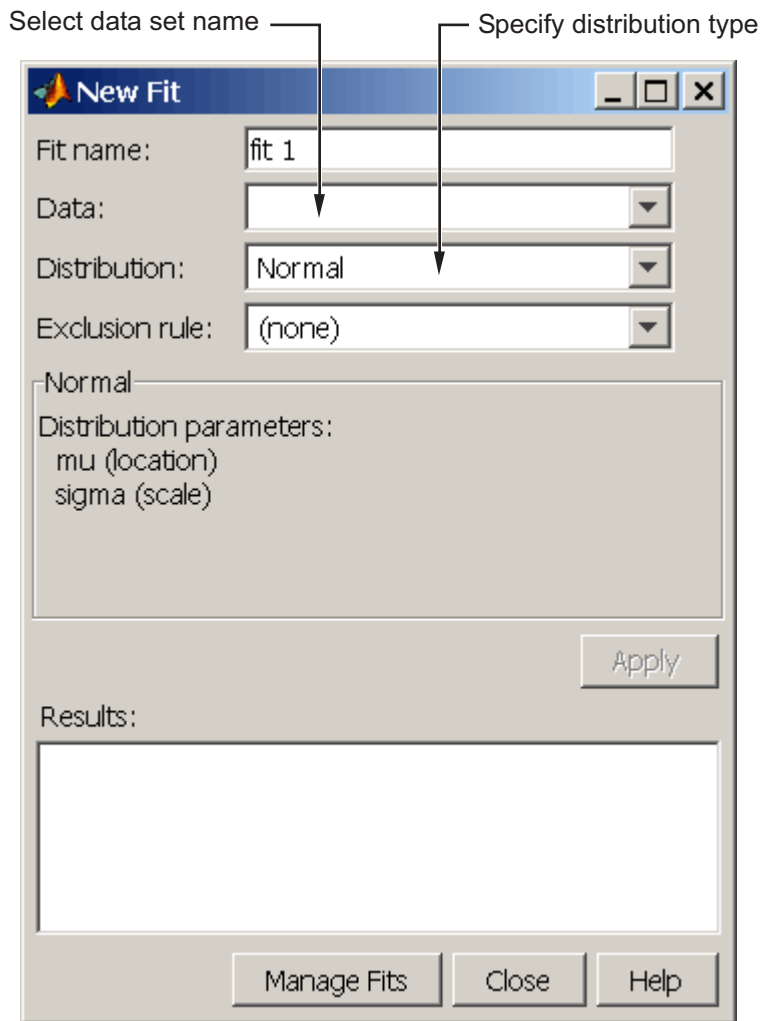 Select data set name
Specify distribution type
New Fit
Fit name: fit 1
Data:
Distribution: Normal
Exclusion rule: (none)
Normal
Distribution parameters:
mu (location)
sigma (scale)
Apply
Results:
Manage Fits Close Help